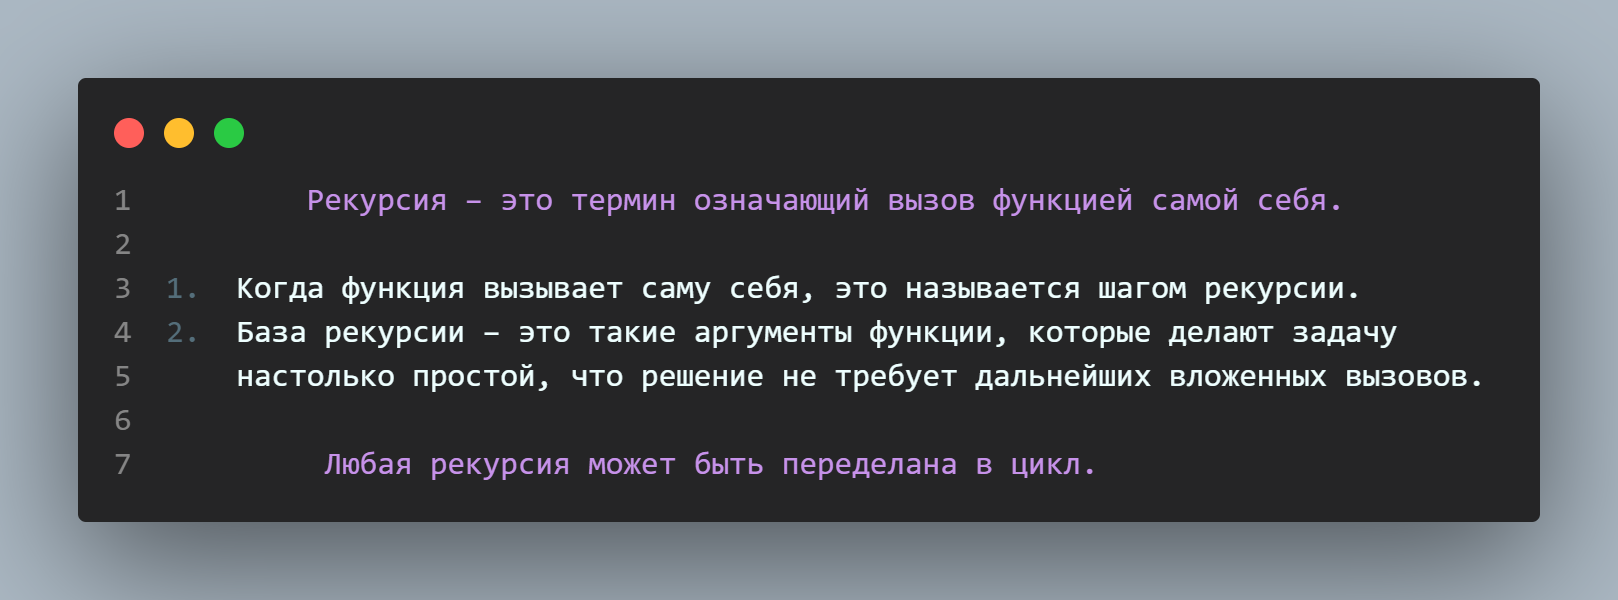 1 Рекурсия – это термин означающий вызов функцией самой себя.
2
3 1. Когда функция вызывает саму себя, это называется шагом рекурсии.
4 2. База рекурсии – это такие аргументы функции, которые делают задачу
5 настолько простой, что решение не требует дальнейших вложенных вызовов.
6
7 Любая рекурсия может быть переделана в цикл.